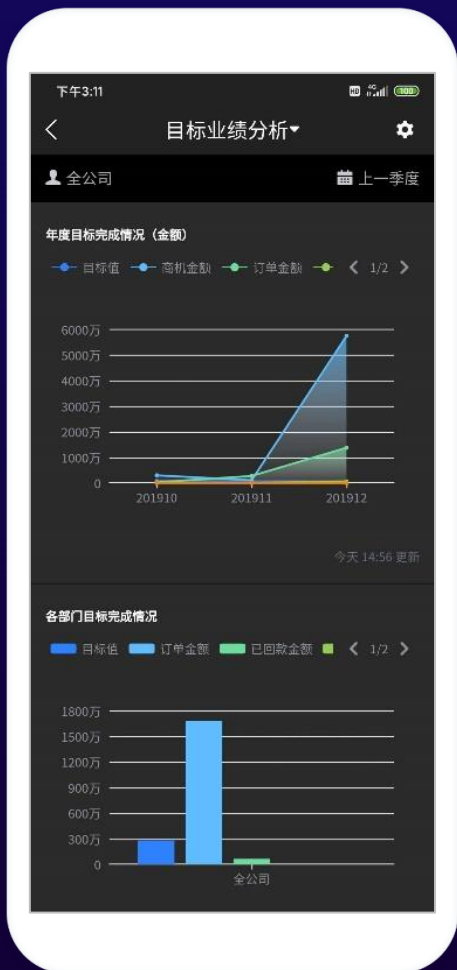 下午3:11 HD 4G 100
目标业绩分析
全公司 上一季度
年度目标完成情况（金额）
目标值 商机金额 订单金额 1/2
6000万
5000万
4000万
3000万
2000万
1000万
0
201910 201911 201912
今天 14:56 更新
各部门目标完成情况
目标值 订单金额 已回款金额 1/2
1800万
1500万
1200万
900万
600万
300万
0
全公司